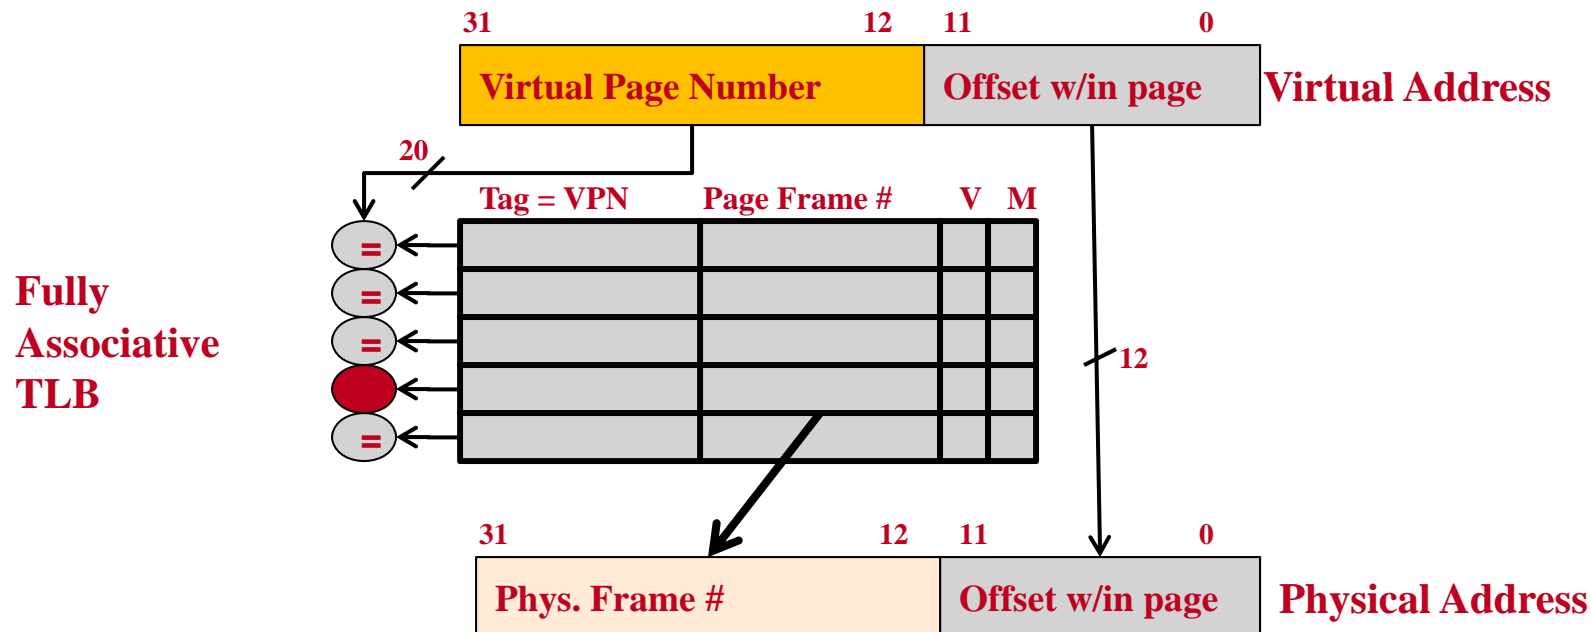 31 12 11 0
Virtual Page Number Offset w/in page Virtual Address
20
Tag = VPN Page Frame # V M
=
=
=
=
Fully
Associative
TLB
12
31 12 11 0
Phys. Frame # Offset w/in page Physical Address